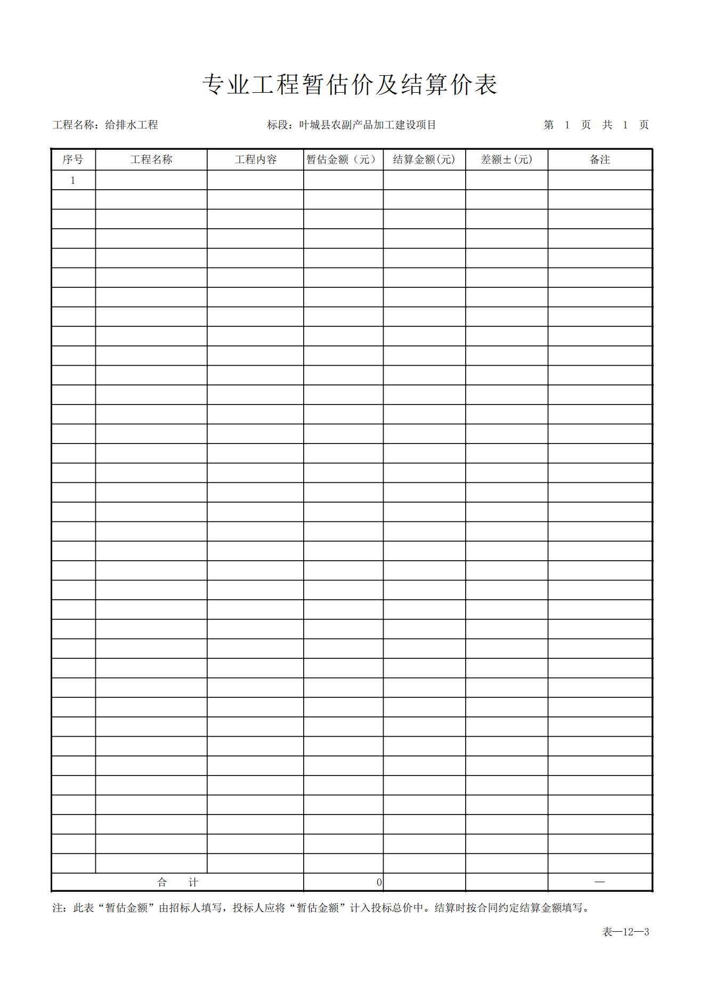 专业工程暂估价及结算价表
工程名称：给排水工程 标段：叶城县农副产品加工建设项目 第 1 页 共 1 页
序号 工程名称 工程内容 暂估金额（元） 结算金额(元) 差额±(元) 备注
1
合 计 0 —
注：此表“暂估金额”由招标人填写，投标人应将“暂估金额”计入投标总价中。结算时按合同约定结算金额填写。
表—12—3